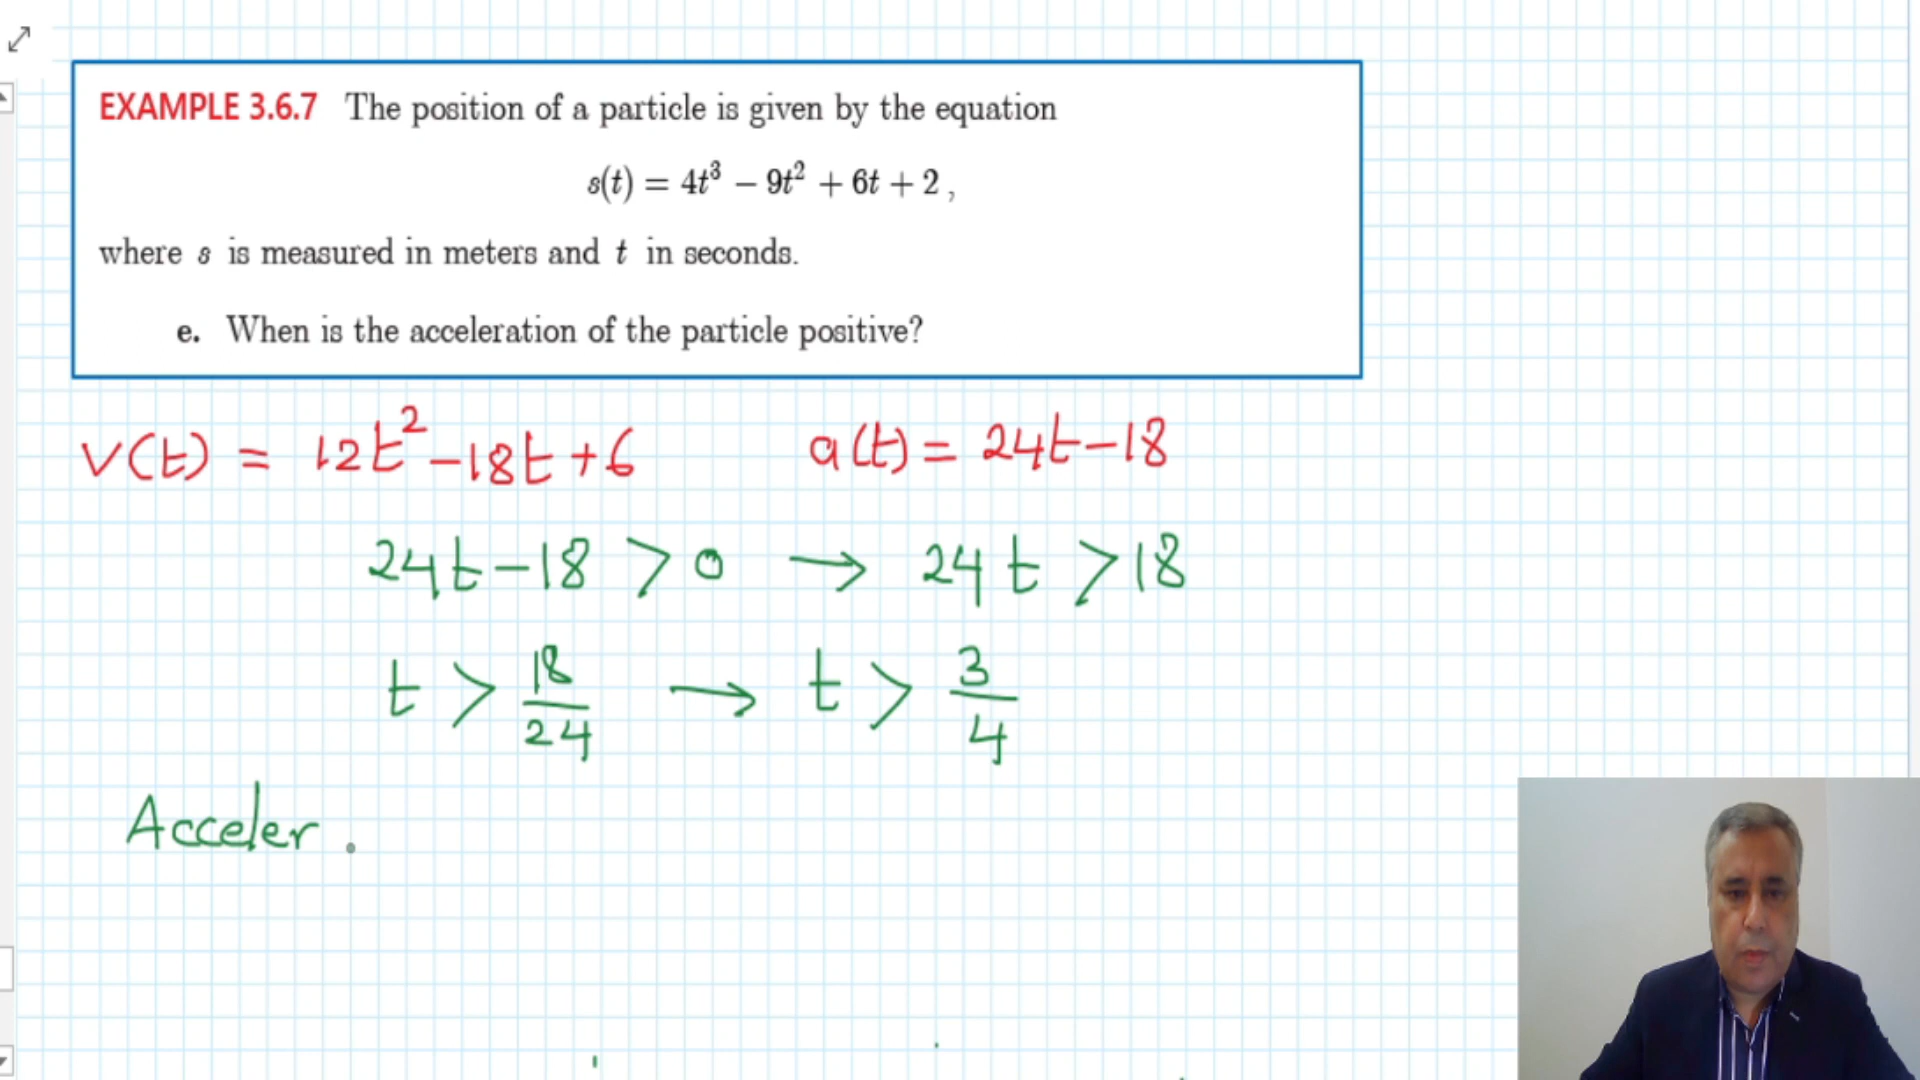 EXAMPLE 3.6.7 The position of a particle is given by the equation
s(t) = 4t³ − 9t² + 6t + 2 ,
where s is measured in meters and t in seconds.
e. When is the acceleration of the particle positive?
v(t) = 12t² − 18t + 6 a(t) = 24t − 18
24t − 18 > 0 → 24t > 18
t > 18/24 → t > 3/4
Acceler